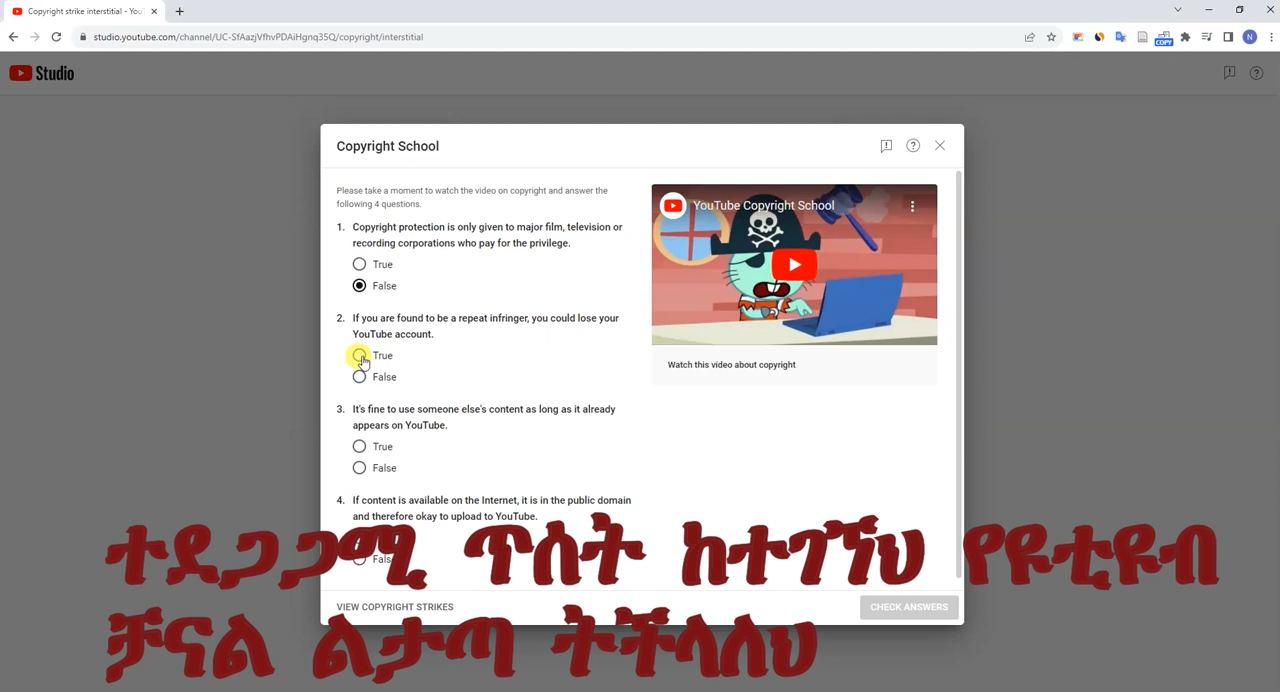 Copyright strike interstitial - You
studio.youtube.com/channel/UC-SfAazjVfhvPDAiHgnq35Q/copyright/interstitial
COPY
N
Studio
Copyright School
Please take a moment to watch the video on copyright and answer the
following 4 questions.
1. Copyright protection is only given to major film, television or
recording corporations who pay for the privilege.
True
False
2. If you are found to be a repeat infringer, you could lose your
YouTube account.
True
False
3. It's fine to use someone else's content as long as it already
appears on YouTube.
True
False
4. If content is available on the Internet, it is in the public domain
and therefore okay to upload to YouTube.
False
YouTube Copyright School
Watch this video about copyright
VIEW COPYRIGHT STRIKES
CHECK ANSWERS
ተደጋጋሚ ጥሰት ከተገኘህ የዩቲዩብ
ቻናል ልታጣ ትችላለህ